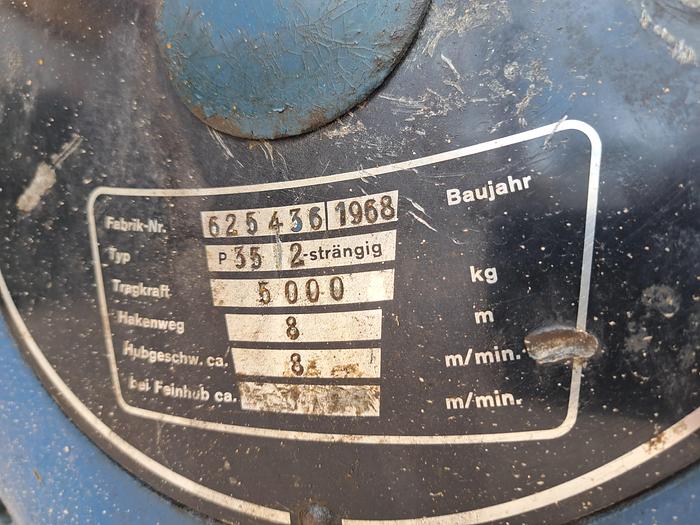 Fabrik-Nr. 625436 1968 Baujahr
Typ P 35 2-strängig
Tragkraft 5000 kg
Hakenweg 8 m
Hubgeschw. ca. 8 m/min.
bei Feinhub ca. m/min.